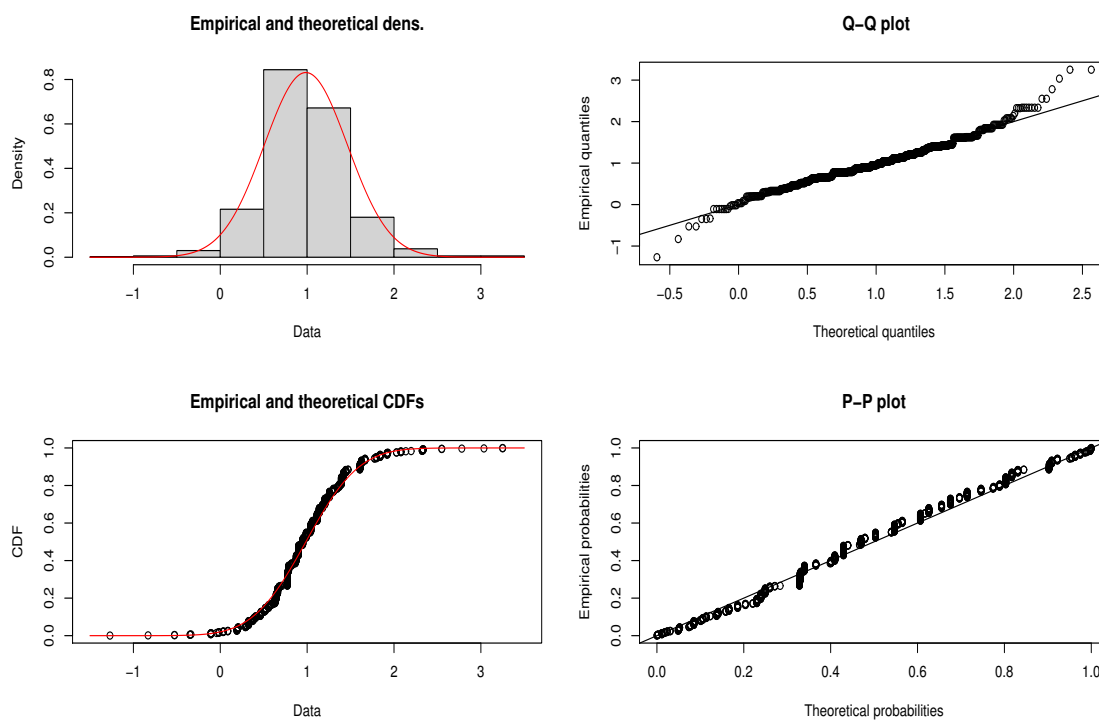 Empirical and theoretical dens.
Density
0.0 0.2 0.4 0.6 0.8
−1 0 1 2 3
Data
Q−Q plot
Empirical quantiles
−1 0 1 2 3
−0.5 0.0 0.5 1.0 1.5 2.0 2.5
Theoretical quantiles
Empirical and theoretical CDFs
CDF
0.0 0.2 0.4 0.6 0.8 1.0
−1 0 1 2 3
Data
P−P plot
Empirical probabilities
0.0 0.2 0.4 0.6 0.8 1.0
0.0 0.2 0.4 0.6 0.8 1.0
Theoretical probabilities